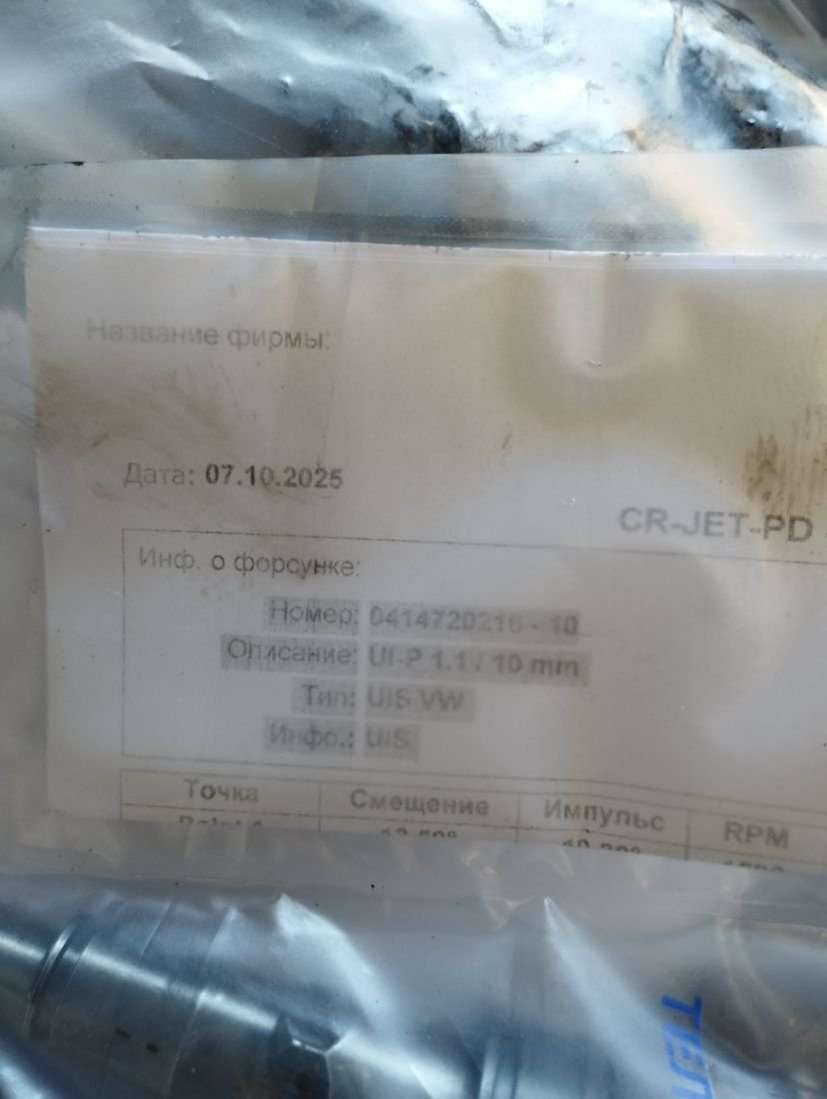 Название фирмы:
Дата: 07.10.2025
CR-JET-PD
Инф. о форсунке:
Номер: 0414720216 - 10
Описание: UI-P 1.1 / 10 mm
Тип: UIS VW
Инфо.: UIS
Точка Смещение Импульс RPM